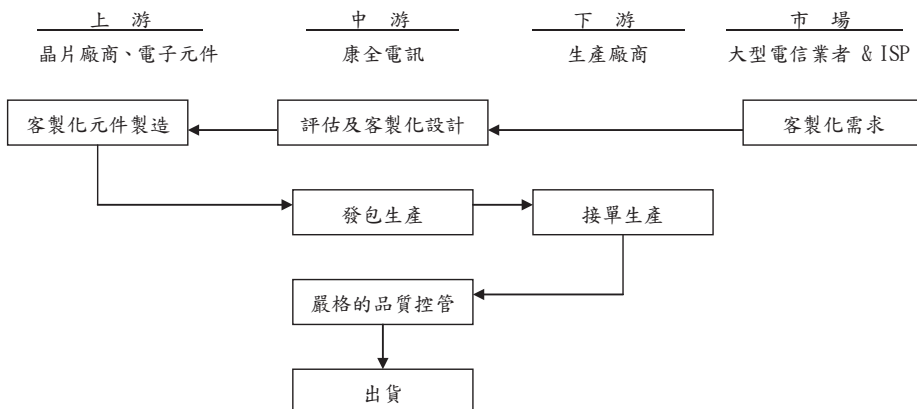 上 游 中 游 下 游 市 場
晶片廠商、電子元件 康全電訊 生產廠商 大型電信業者 & ISP
客製化元件製造 評估及客製化設計 客製化需求
發包生產 接單生產
嚴格的品質控管
出貨